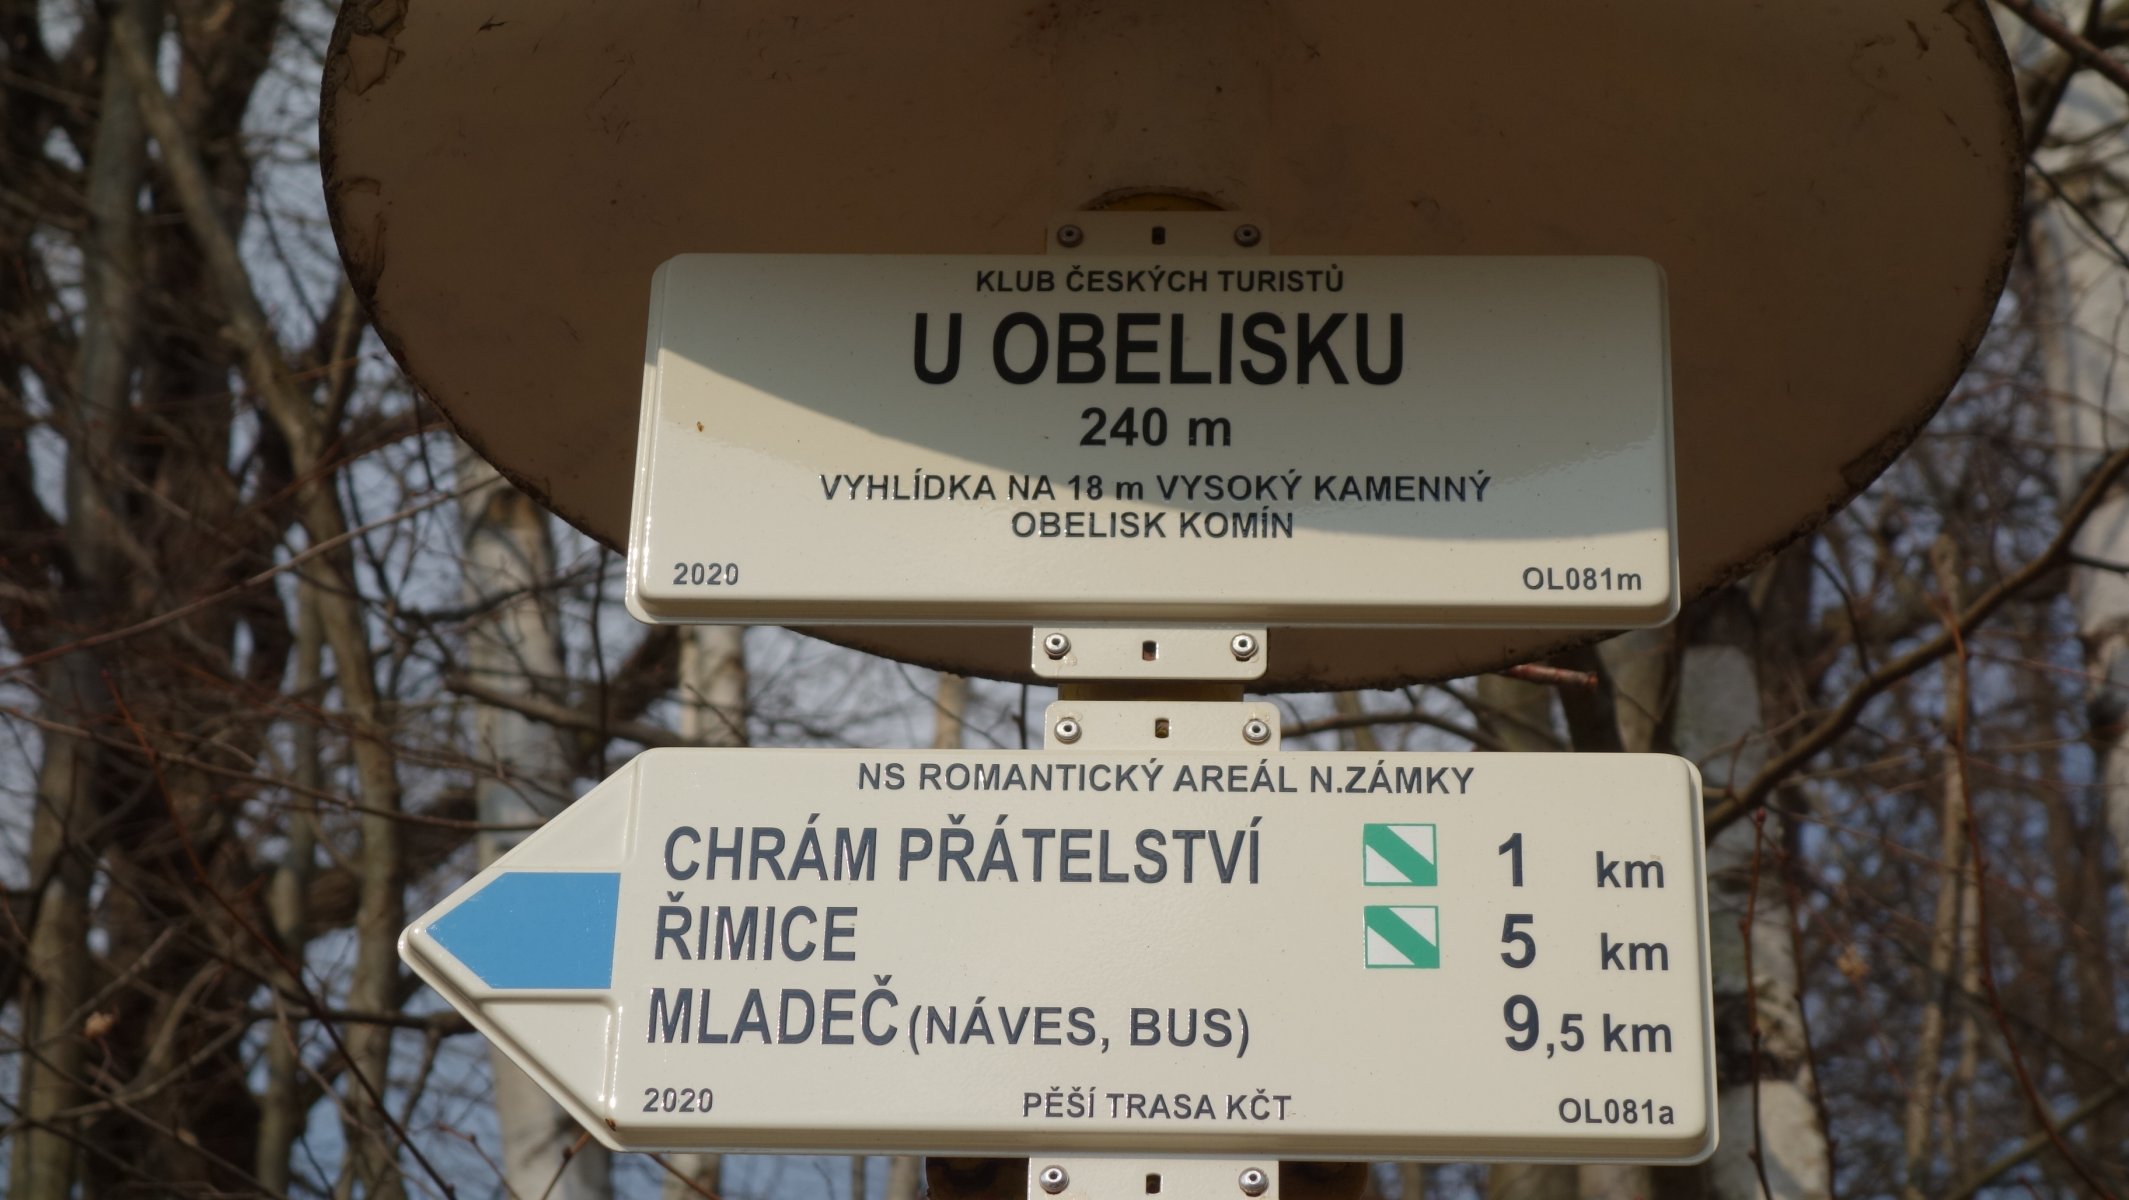 KLUB ČESKÝCH TURISTŮ
U OBELISKU
240 m
VYHLÍDKA NA 18 m VYSOKÝ KAMENNÝ
OBELISK KOMÍN
2020 OL081m
NS ROMANTICKÝ AREÁL N.ZÁMKY
CHRÁM PŘÁTELSTVÍ 1 km
ŘIMICE 5 km
MLADEČ (NÁVES, BUS) 9,5 km
2020 PĚŠÍ TRASA KČT OL081a